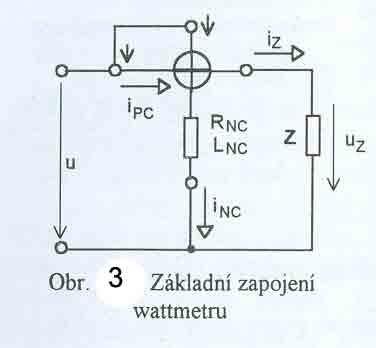 i_Z
i_PC
R_NC
L_NC
Z
u_Z
u
i_NC
Obr. 3 Základní zapojení
wattmetru